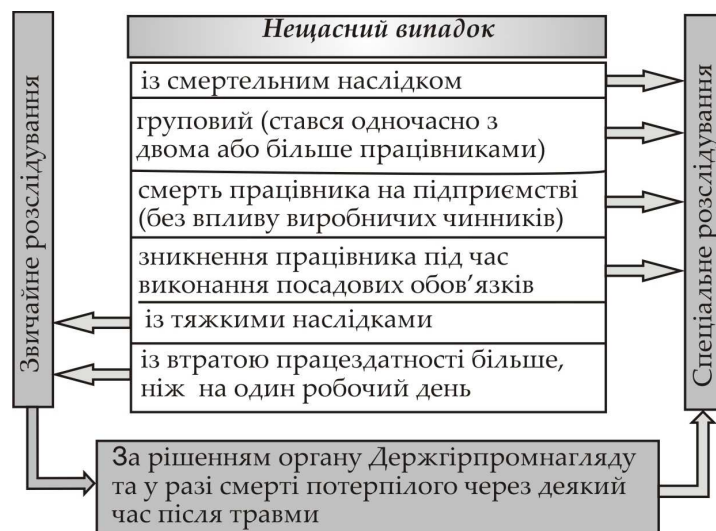 Нещасний випадок
Звичайне розслідування
із смертельним наслідком
груповий (стався одночасно з
двома або більше працівниками)
смерть працівника на підприємстві
(без впливу виробничих чинників)
зникнення працівника під час
виконання посадових обов’язків
із тяжкими наслідками
із втратою працездатності більше,
ніж на один робочий день
Спеціальне розслідування
За рішенням органу Держгірпромнагляду
та у разі смерті потерпілого через деякий
час після травми